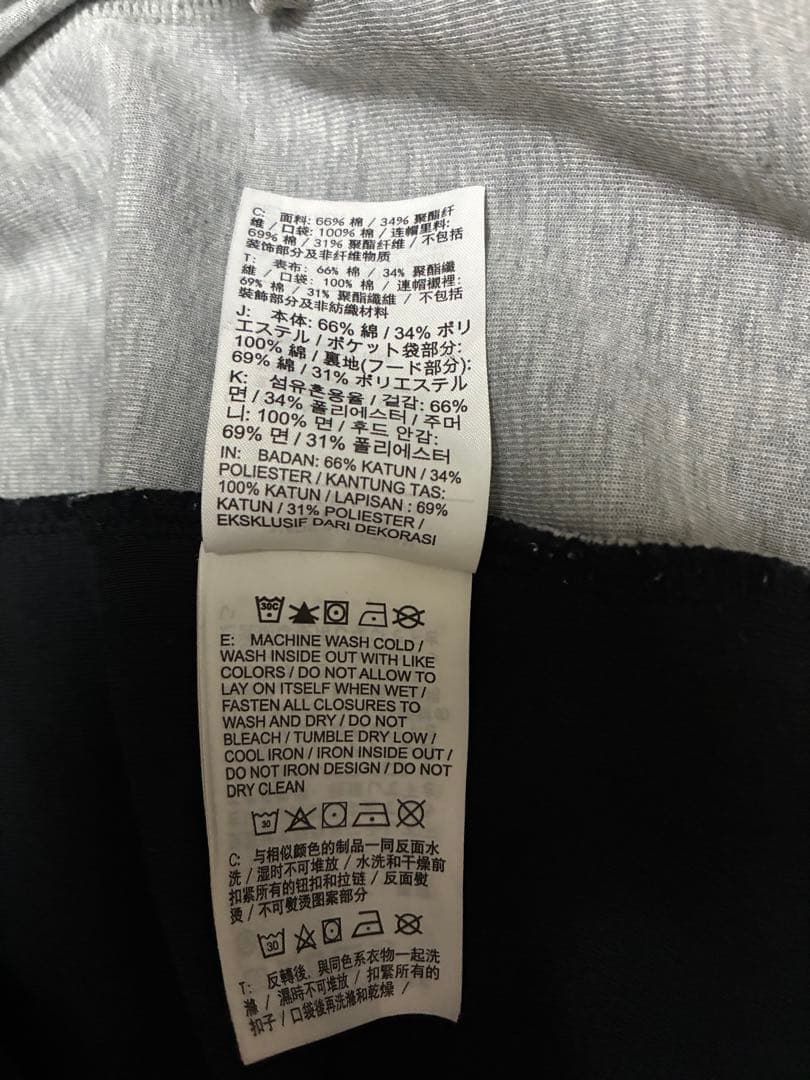 C: 面料: 66% 棉 / 34% 聚酯纤
维 / 口袋: 100% 棉 / 连帽里料:
69% 棉 / 31% 聚酯纤维 / 不包括
装饰部分及非纤维物质
T: 表布: 66% 棉 / 34% 聚酯纖
維 / 口袋: 100% 棉 / 連帽襯裡:
69% 棉 / 31% 聚酯纖維 / 不包括
裝飾部分及非紡織材料
J: 本体: 66% 綿 / 34% ポリ
エステル / ポケット袋部分:
100% 綿 / 裏地(フード部分):
69% 綿 / 31% ポリエステル
K: 섬유혼용율 / 겉감: 66%
면 / 34% 폴리에스터 / 주머
니: 100% 면 / 후드 안감:
69% 면 / 31% 폴리에스터
IN: BADAN: 66% KATUN / 34%
POLIESTER / KANTUNG TAS:
100% KATUN / LAPISAN : 69%
KATUN / 31% POLIESTER /
EKSKLUSIF DARI DEKORASI
30C
E: MACHINE WASH COLD /
WASH INSIDE OUT WITH LIKE
COLORS / DO NOT ALLOW TO
LAY ON ITSELF WHEN WET /
FASTEN ALL CLOSURES TO
WASH AND DRY / DO NOT
BLEACH / TUMBLE DRY LOW /
COOL IRON / IRON INSIDE OUT /
DO NOT IRON DESIGN / DO NOT
DRY CLEAN
30
C: 与相似颜色的制品一同反面水
洗 / 湿时不可堆放 / 水洗和干燥前
扣紧所有的钮扣和拉链 / 反面熨
烫 / 不可熨烫图案部分
30
T: 反轉後, 與同色系衣物一起洗
滌 / 濕時不可堆放 / 扣緊所有的
扣子 / 口袋後再洗滌和乾燥 /